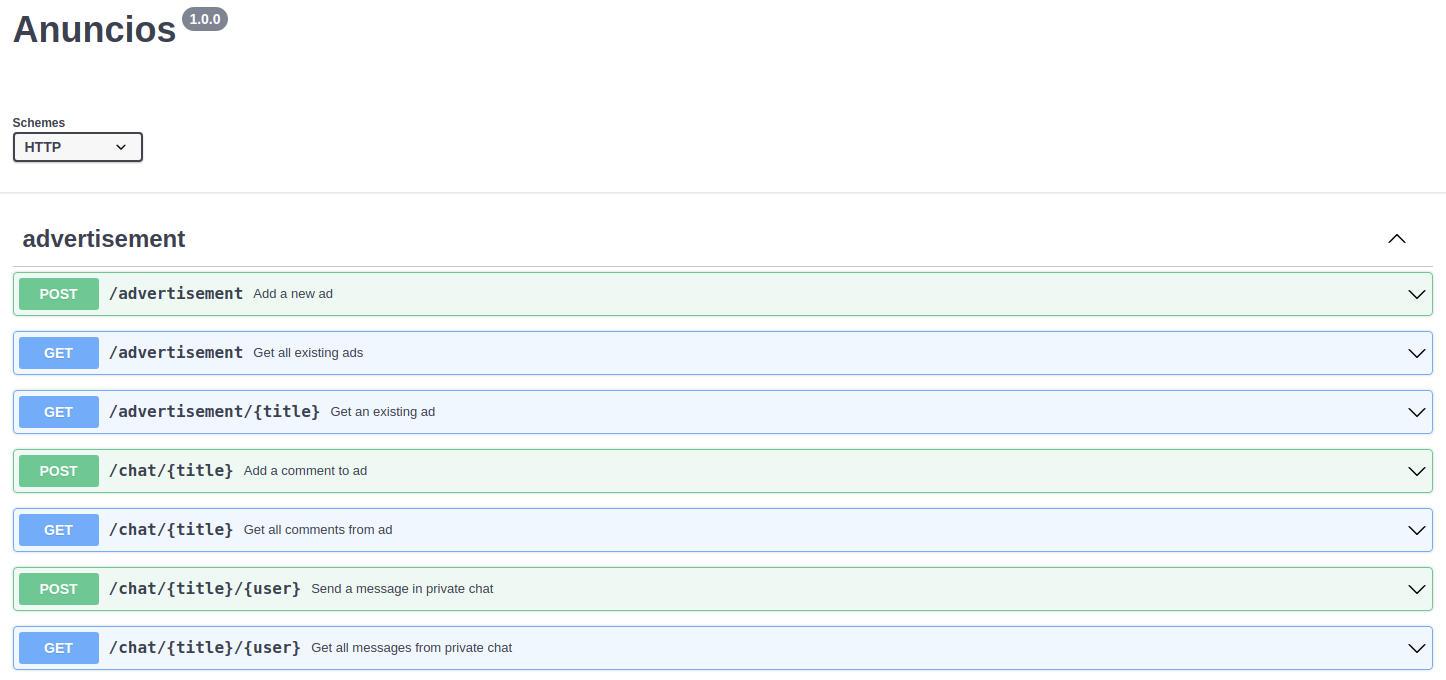 Anuncios 1.0.0
Schemes
HTTP
advertisement
POST /advertisement Add a new ad
GET /advertisement Get all existing ads
GET /advertisement/{title} Get an existing ad
POST /chat/{title} Add a comment to ad
GET /chat/{title} Get all comments from ad
POST /chat/{title}/{user} Send a message in private chat
GET /chat/{title}/{user} Get all messages from private chat